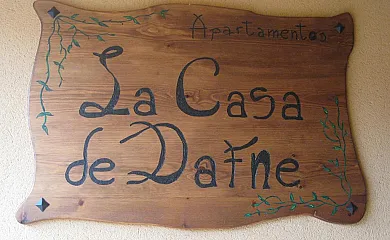 Apartamentos
La Casa
de Dafne